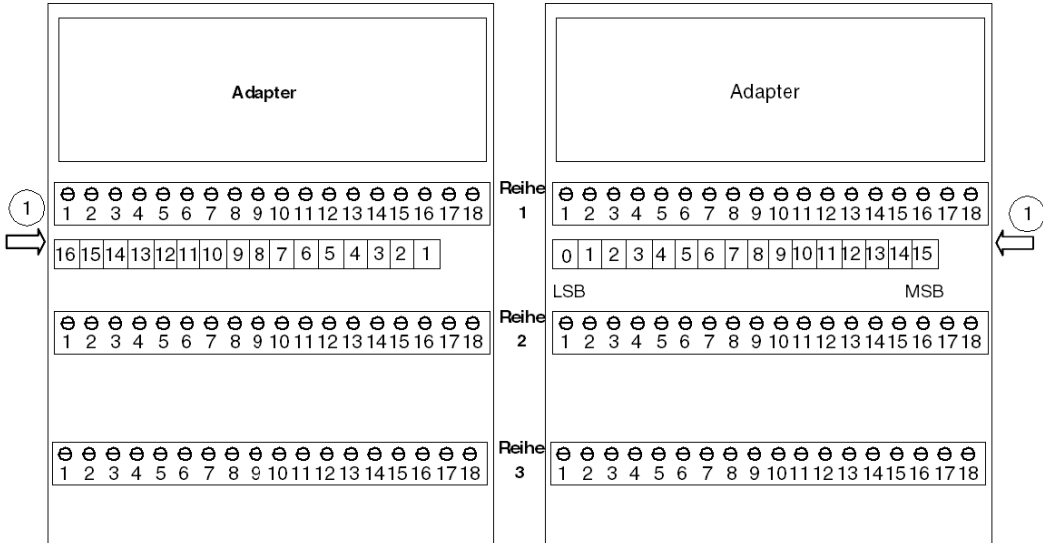 Adapter Adapter
Reihe
1 2 3 4 5 6 7 8 9 10 11 12 13 14 15 16 17 18 1 1 2 3 4 5 6 7 8 9 10 11 12 13 14 15 16 17 18
1 1
16 15 14 13 12 11 10 9 8 7 6 5 4 3 2 1 0 1 2 3 4 5 6 7 8 9 10 11 12 13 14 15
LSB MSB
Reihe
1 2 3 4 5 6 7 8 9 10 11 12 13 14 15 16 17 18 2 1 2 3 4 5 6 7 8 9 10 11 12 13 14 15 16 17 18
Reihe
1 2 3 4 5 6 7 8 9 10 11 12 13 14 15 16 17 18 3 1 2 3 4 5 6 7 8 9 10 11 12 13 14 15 16 17 18